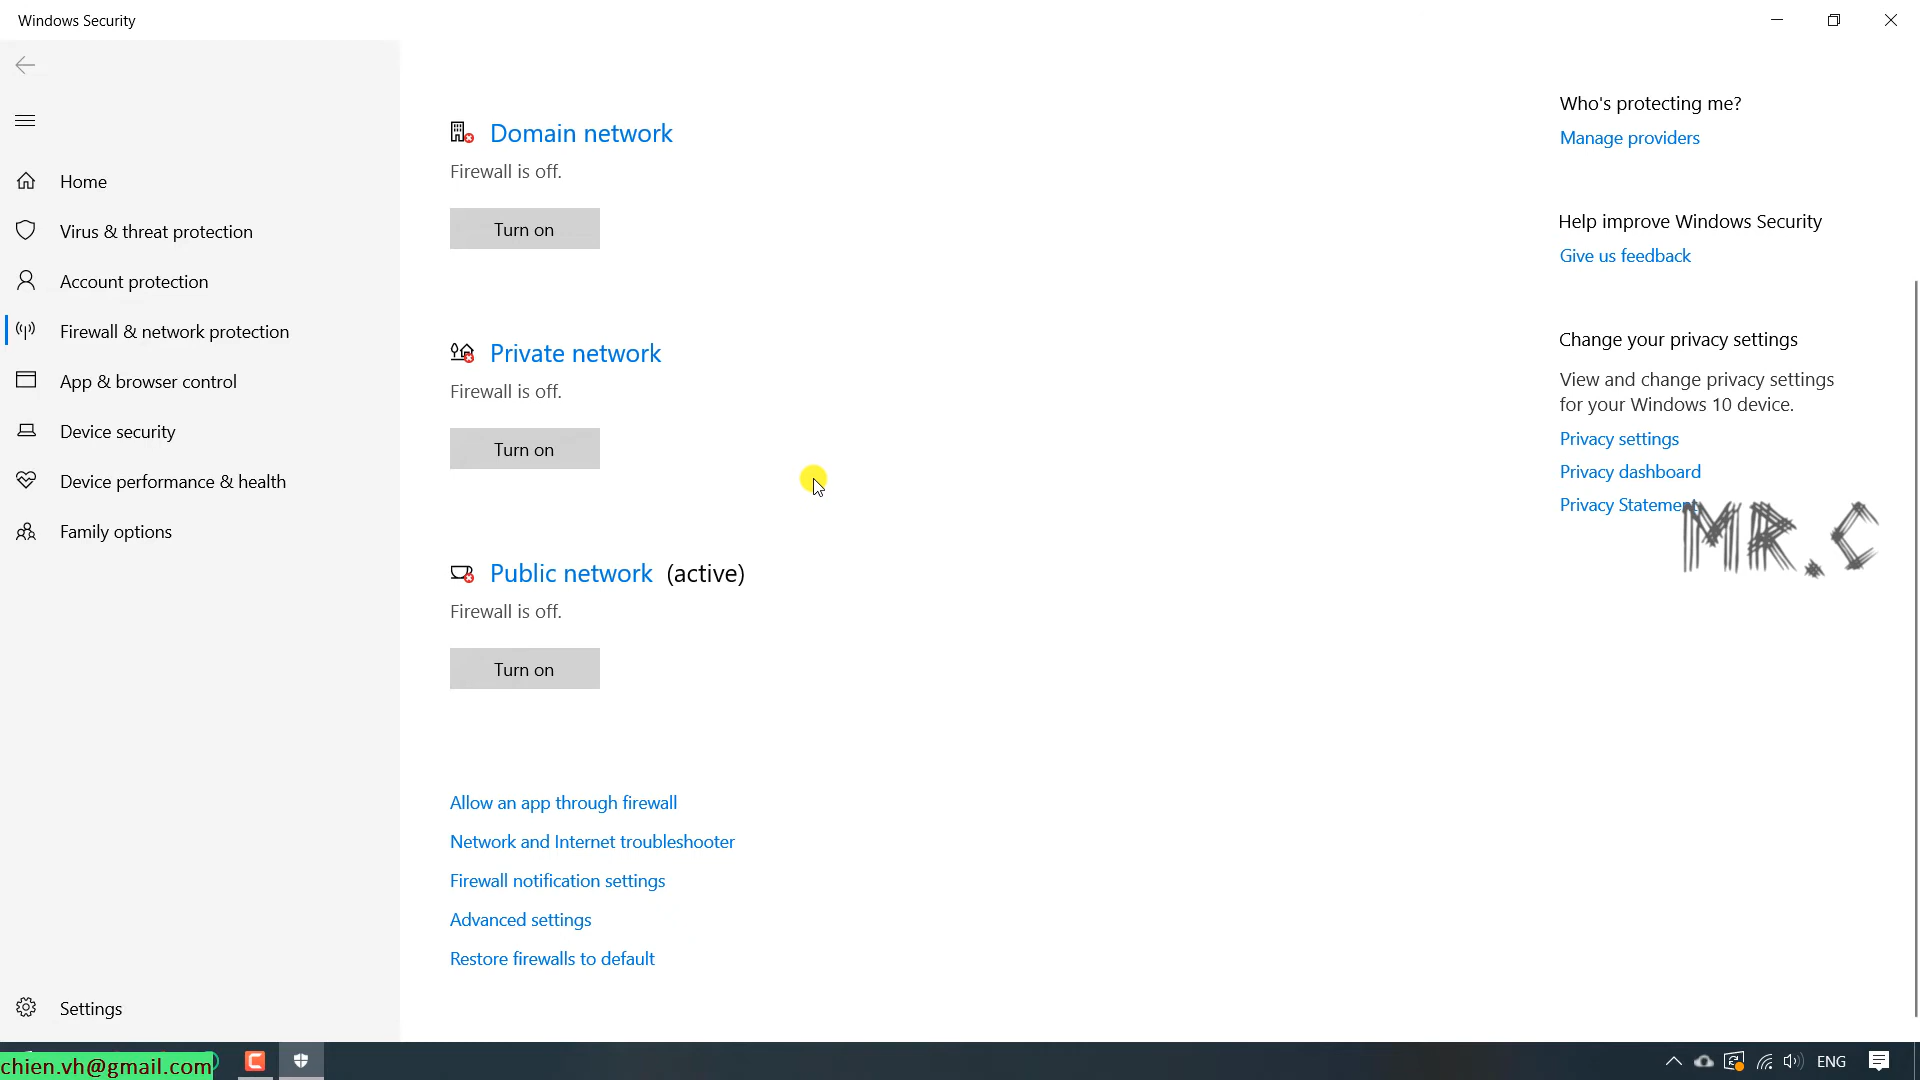 Windows Security
Home
Virus & threat protection
Account protection
Firewall & network protection
App & browser control
Device security
Device performance & health
Family options
Settings
Domain network
Firewall is off.
Turn on
Private network
Firewall is off.
Turn on
Public network (active)
Firewall is off.
Turn on
Allow an app through firewall
Network and Internet troubleshooter
Firewall notification settings
Advanced settings
Restore firewalls to default
Who's protecting me?
Manage providers
Help improve Windows Security
Give us feedback
Change your privacy settings
View and change privacy settings
for your Windows 10 device.
Privacy settings
Privacy dashboard
Privacy Statement
MR.C
chien.vh@gmail.com
ENG